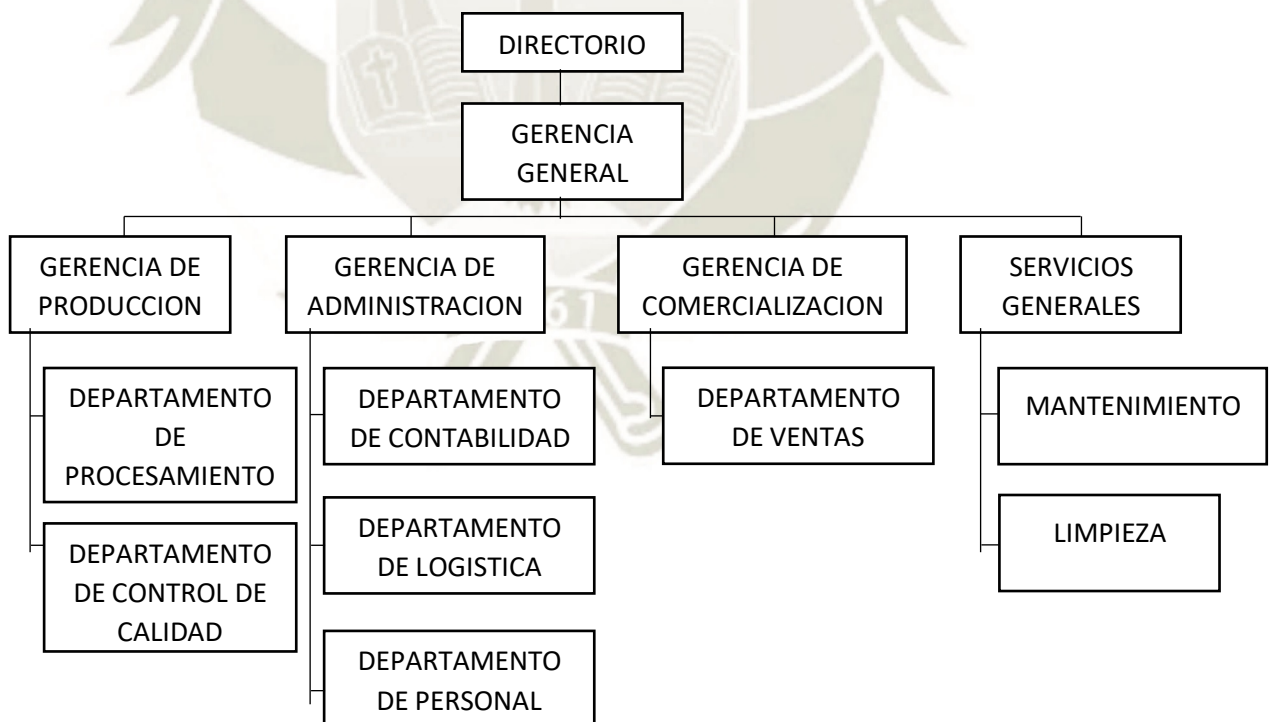 DIRECTORIO
GERENCIA
GENERAL
GERENCIA DE
PRODUCCION
GERENCIA DE
ADMINISTRACION
GERENCIA DE
COMERCIALIZACION
SERVICIOS
GENERALES
DEPARTAMENTO
DE
PROCESAMIENTO
DEPARTAMENTO
DE CONTROL DE
CALIDAD
DEPARTAMENTO
DE CONTABILIDAD
DEPARTAMENTO
DE LOGISTICA
DEPARTAMENTO
DE PERSONAL
DEPARTAMENTO
DE VENTAS
MANTENIMIENTO
LIMPIEZA